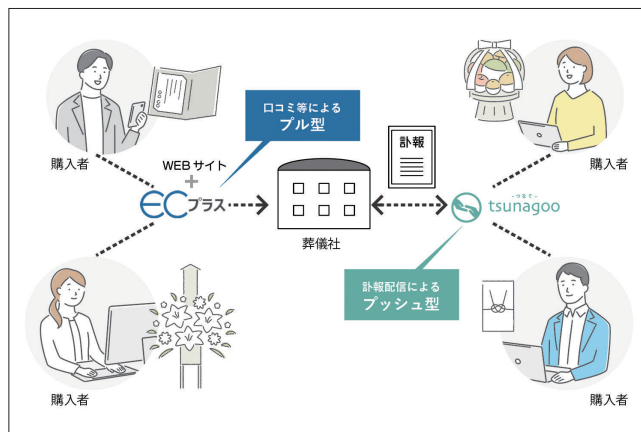 口コミ等による
プル型
訃報
購入者
購入者
WEBサイト
+
ECプラス
葬儀社
-つなぐ-
tsunagoo
訃報配信による
プッシュ型
購入者
購入者